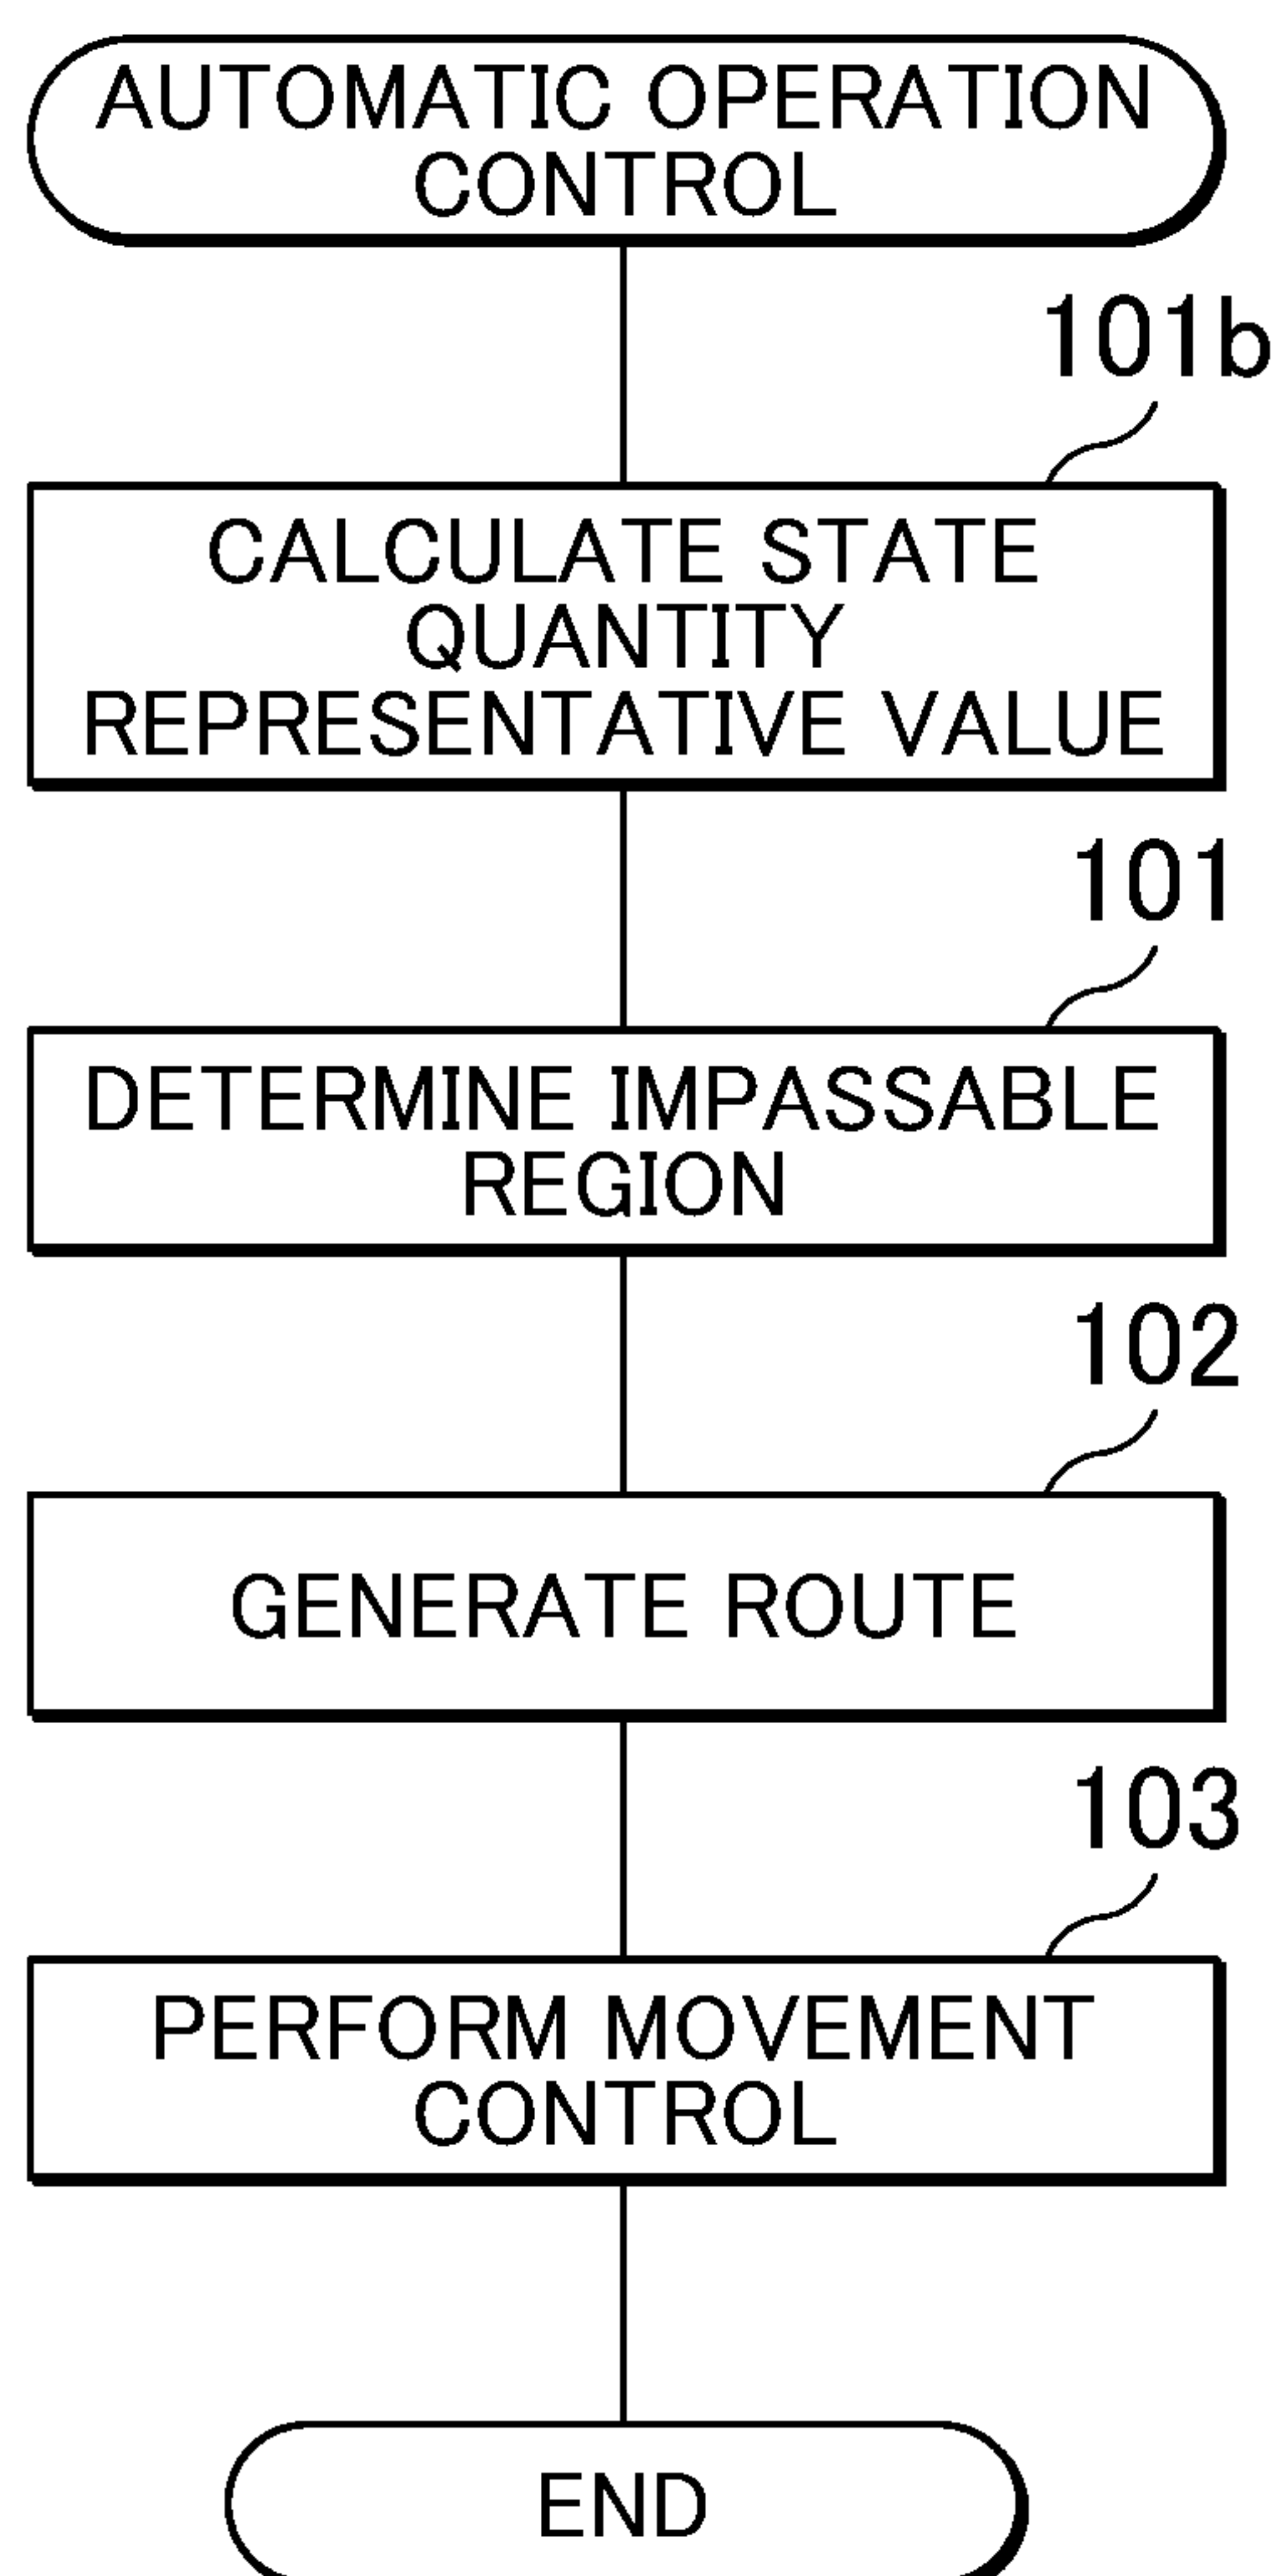 AUTOMATIC OPERATION
CONTROL
101b
CALCULATE STATE
QUANTITY
REPRESENTATIVE VALUE
101
DETERMINE IMPASSABLE
REGION
102
GENERATE ROUTE
103
PERFORM MOVEMENT
CONTROL
END